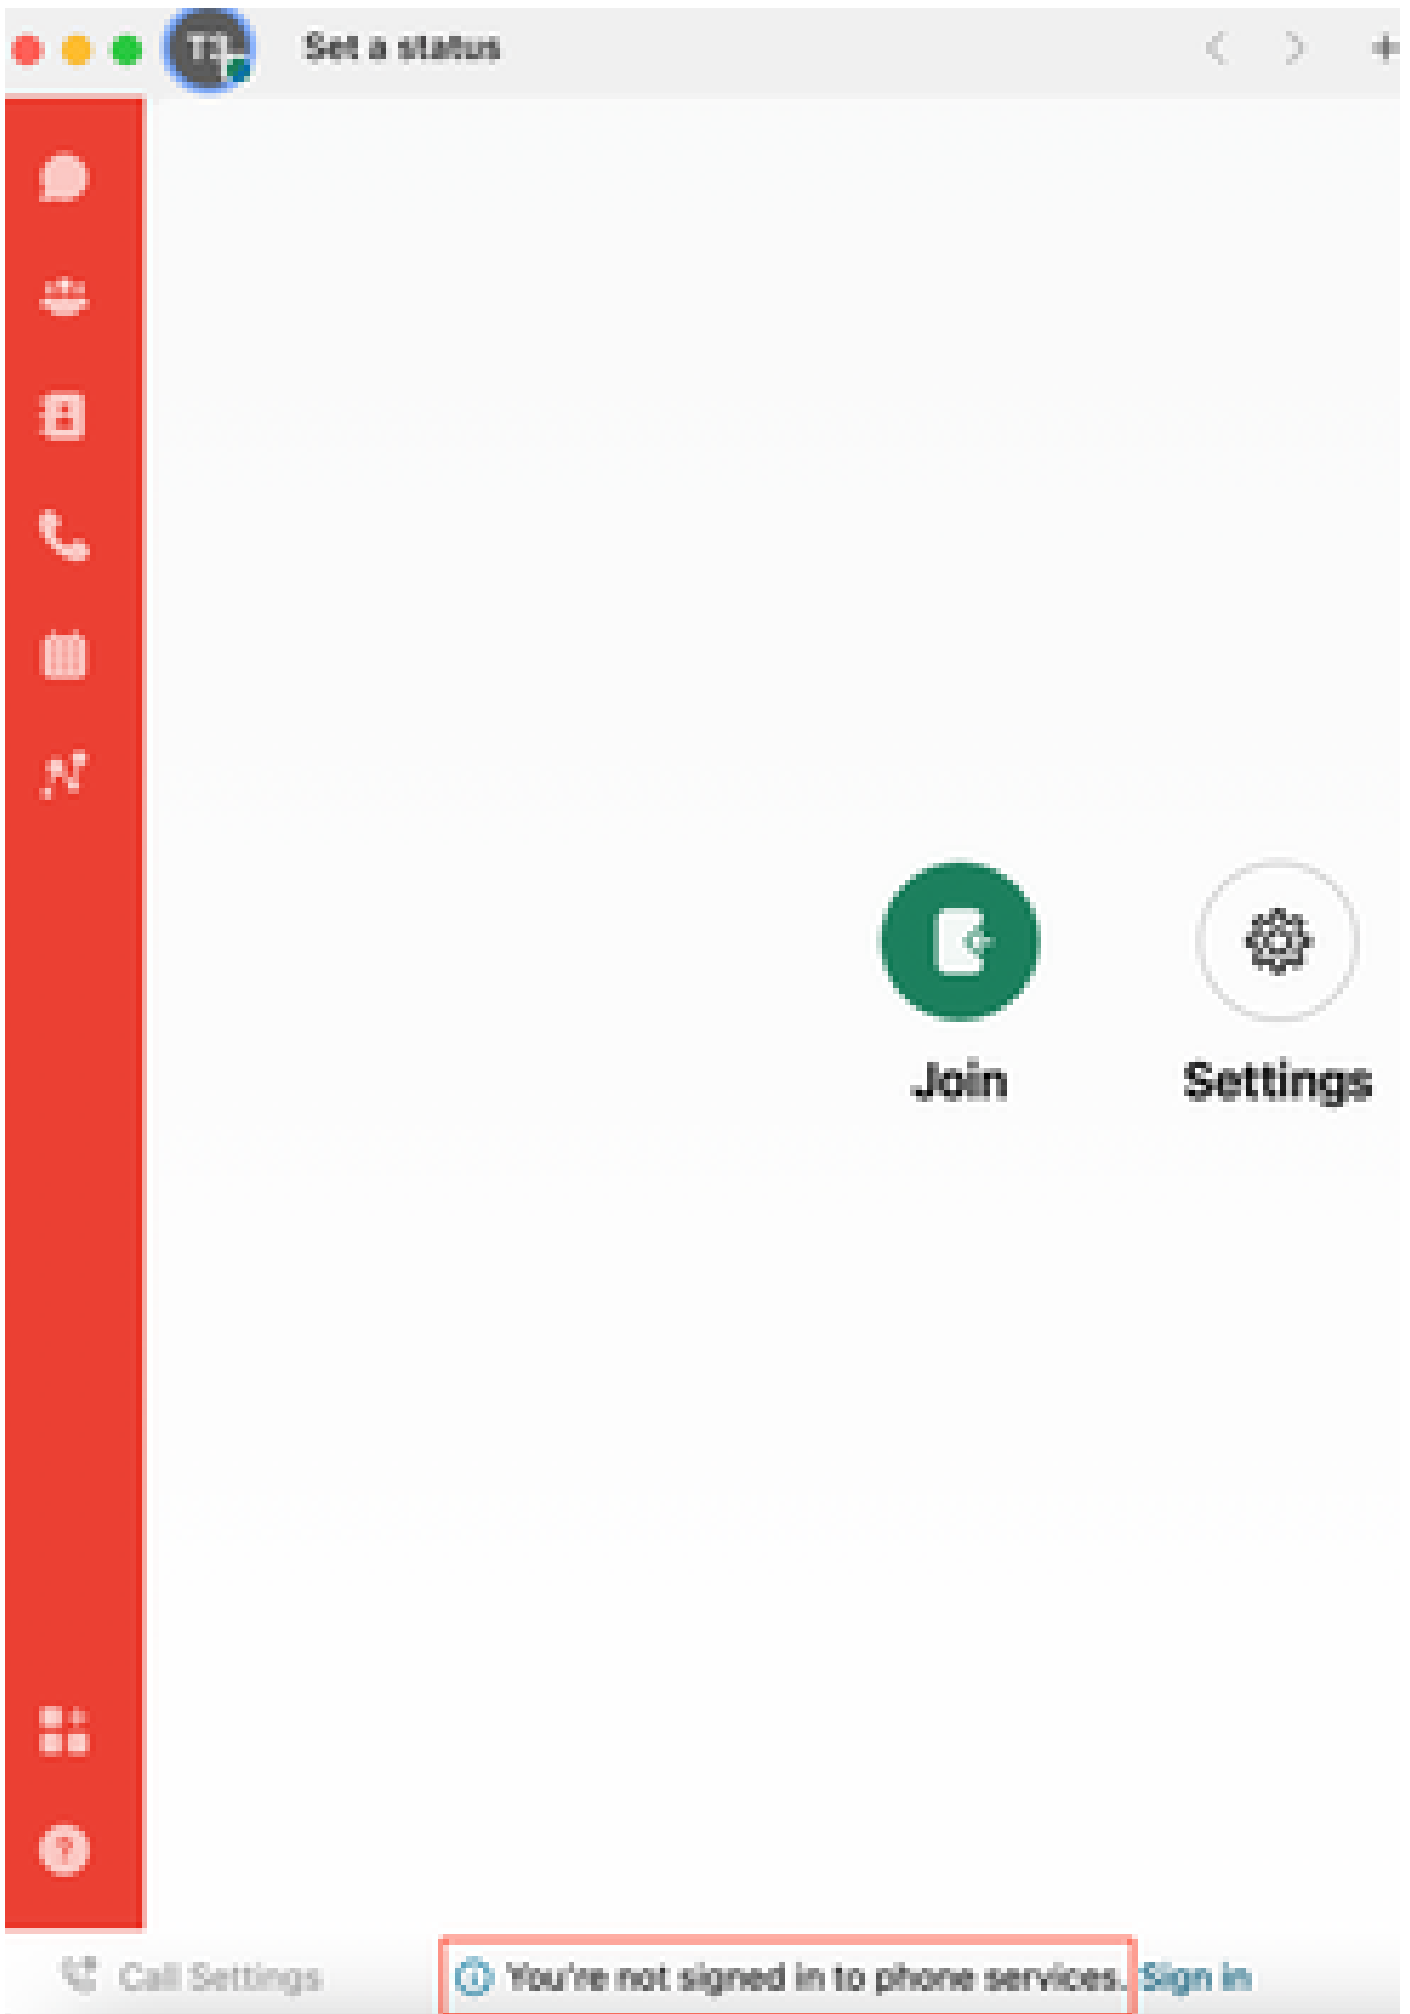 Set a status
Join
Settings
Call Settings
You're not signed in to phone services. Sign in